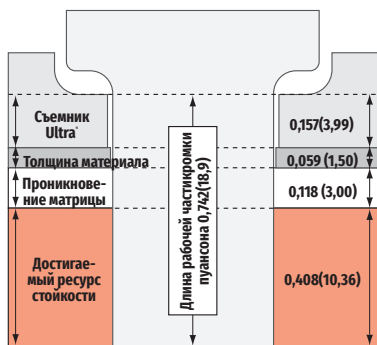 Съемник
Ultra®
0,157(3,99)
Толщина материала
0,059 (1,50)
Проникнове-
ние матрицы
0,118 (3,00)
Длина рабочей частикромки
пуансона 0,742(18,9)
Достигае-
мый ресурс
стойкости
0,408(10,36)